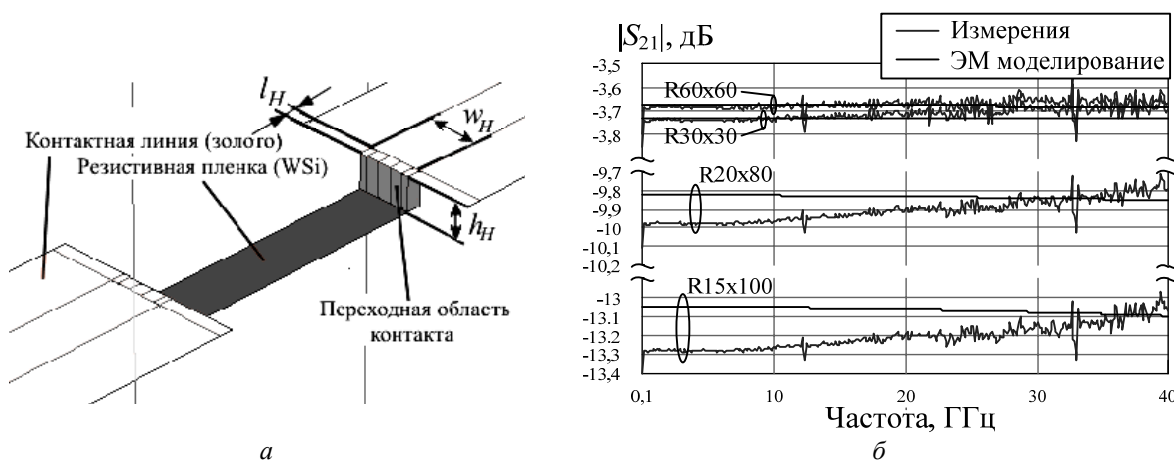 l_H
w_H
Контактная линия (золото)
Резистивная пленка (WSi)
h_H
Переходная область
контакта
а
|S21|, дБ
Измерения
ЭМ моделирование
-3,5
-3,6
-3,7
-3,8
R60x60
R30x30
-9,7
-9,8
-9,9
-10
-10,1
-10,2
R20x80
-13
-13,1
-13,2
-13,3
-13,4
R15x100
0,1
10
20
30
40
Частота, ГГц
б